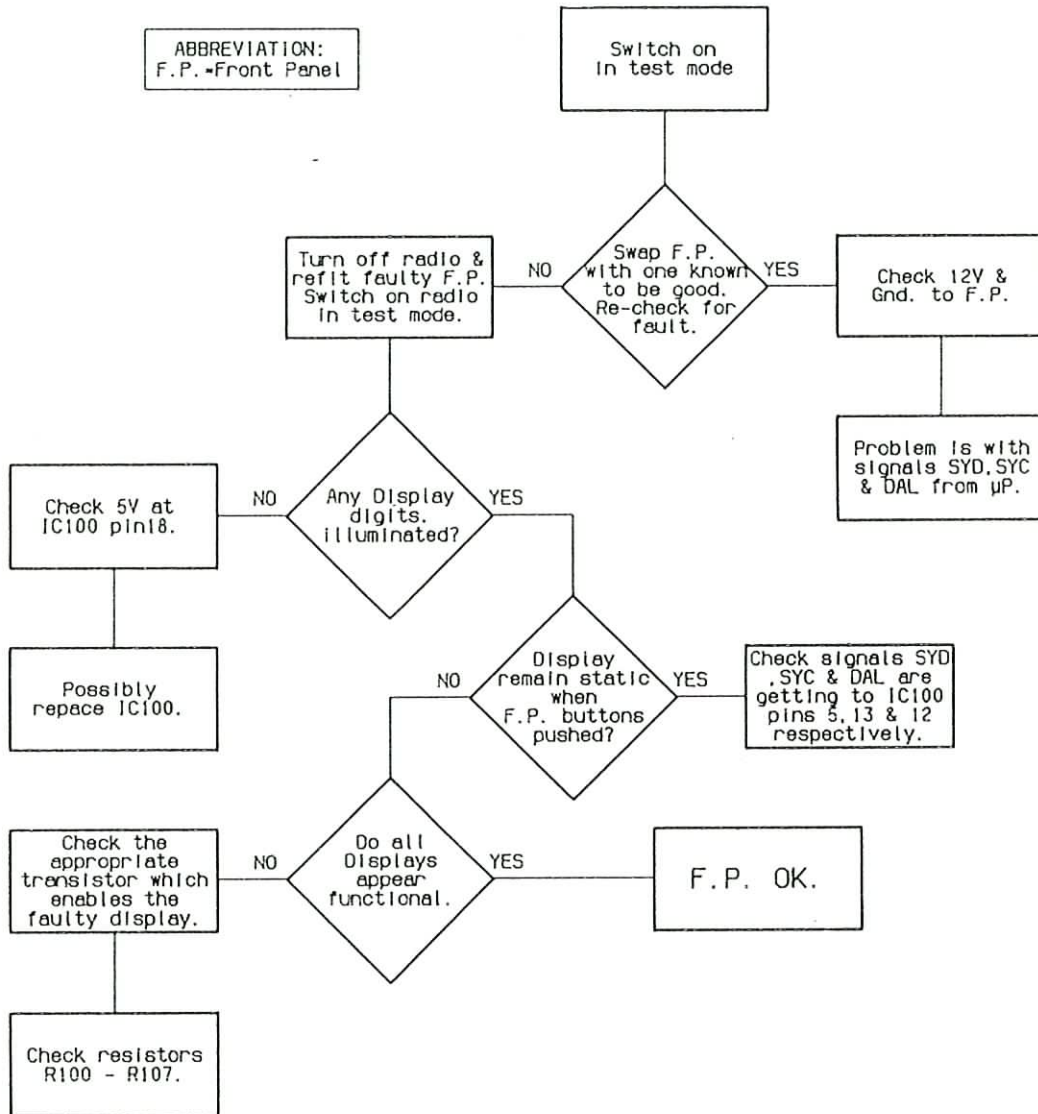 ABBREVIATION:
F.P.=Front Panel
Switch on
in test mode
Swap F.P.
with one known
to be good.
Re-check for
fault.
NO
YES
Turn off radio &
refit faulty F.P.
Switch on radio
in test mode.
Check 12V &
Gnd. to F.P.
Problem is with
signals SYD,SYC
& DAL from µP.
Any Display
digits.
illuminated?
NO
YES
Check 5V at
IC100 pin18.
Possibly
repace IC100.
Display
remain static
when
F.P. buttons
pushed?
NO
YES
Check signals SYD
,SYC & DAL are
getting to IC100
pins 5,13 & 12
respectively.
Do all
Displays
appear
functional.
NO
YES
Check the
appropriate
transistor which
enables the
faulty display.
F.P. OK.
Check resistors
R100 - R107.